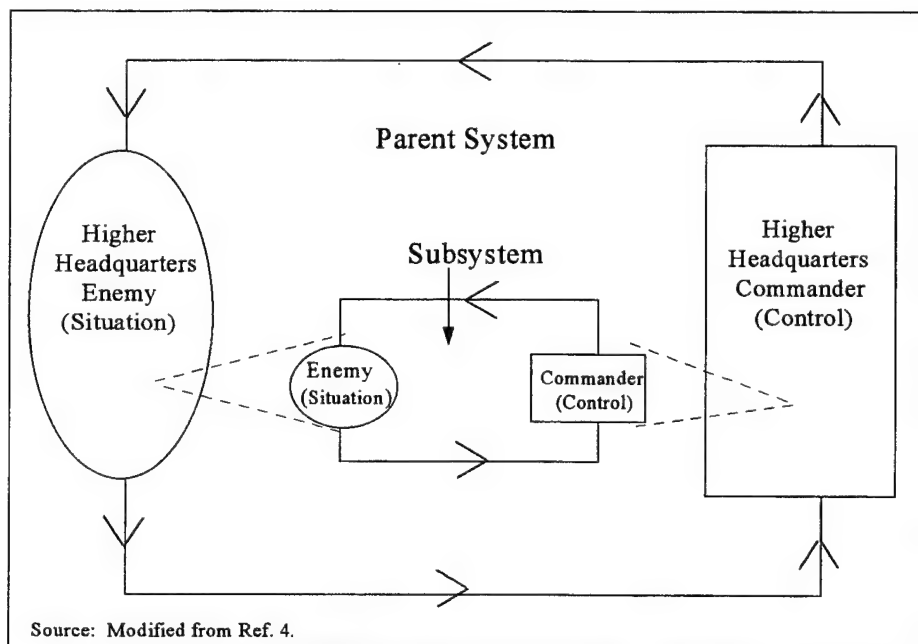 Parent System
Higher
Headquarters
Enemy
(Situation)
Subsystem
Enemy
(Situation)
Commander
(Control)
Higher
Headquarters
Commander
(Control)
Source: Modified from Ref. 4.